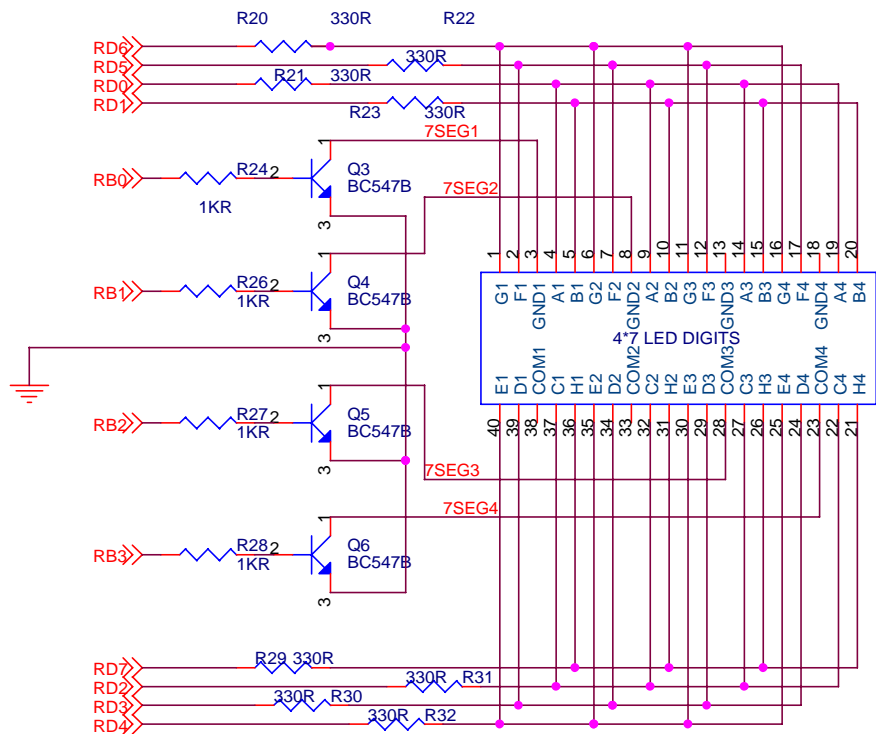 R20 330R R22
RD6
RD5 330R
RD0 R21 330R
RD1 R23 330R
7SEG1
1
RB0 R24 2 Q3
BC547B
1KR
3
7SEG2
1
RB1 R26 2 Q4
1KR BC547B
3
1 2 3 4 5 6 7 8 9 10 11 12 13 14 15 16 17 18 19 20
G1 F1 GND1 A1 B1 G2 F2 GND2 A2 B2 G3 F3 GND3 A3 B3 G4 F4 GND4 A4 B4
4*7 LED DIGITS
E1 D1 COM1 C1 H1 E2 D2 COM2 C2 H2 E3 D3 COM3 C3 H3 E4 D4 COM4 C4 H4
40 39 38 37 36 35 34 33 32 31 30 29 28 27 26 25 24 23 22 21
1
RB2 R27 2 Q5
1KR BC547B
3
7SEG3
7SEG4
1
RB3 R28 2 Q6
1KR BC547B
3
RD7 R29 330R
RD2 330R R31
RD3 330R R30
RD4 330R R32